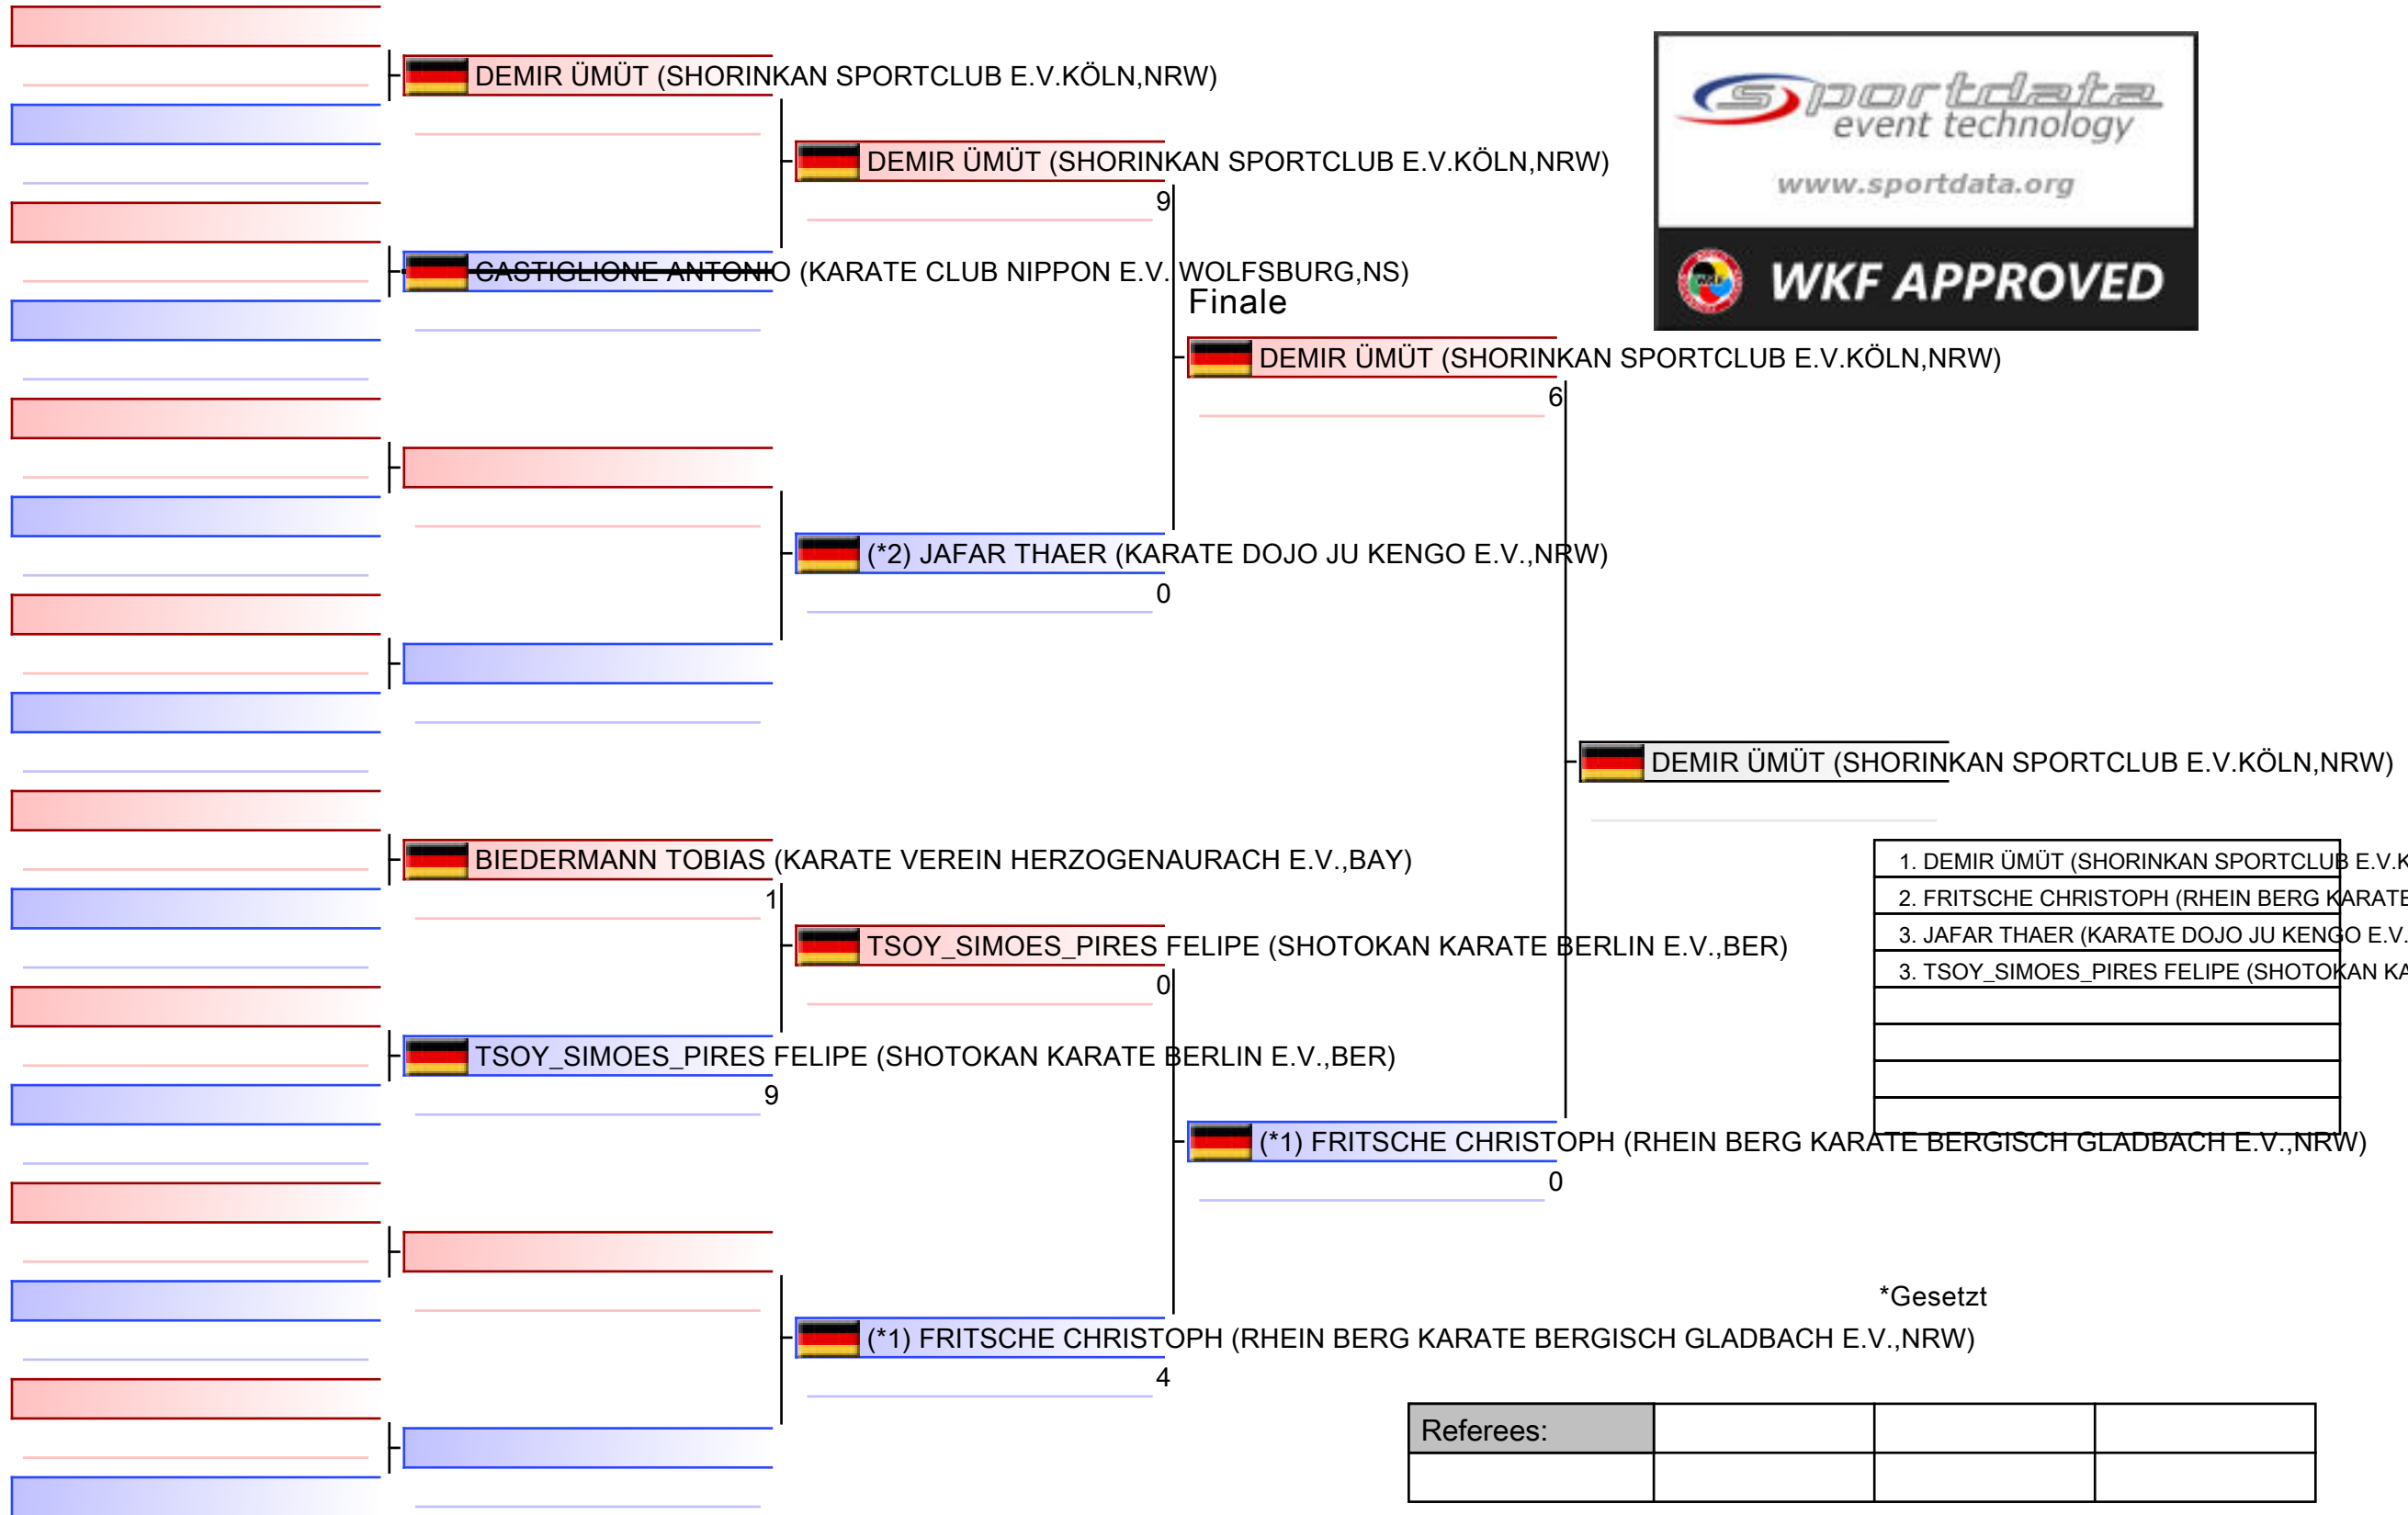 DEMIR ÜMÜT (SHORINKAN SPORTCLUB E.V.KÖLN,NRW)
sportdata
event technology
www.sportdata.org
WKF APPROVED
DEMIR ÜMÜT (SHORINKAN SPORTCLUB E.V.KÖLN,NRW)
9
CASTIGLIONE ANTONIO (KARATE CLUB NIPPON E.V. WOLFSBURG,NS)
Finale
DEMIR ÜMÜT (SHORINKAN SPORTCLUB E.V.KÖLN,NRW)
6
(*2) JAFAR THAER (KARATE DOJO JU KENGO E.V.,NRW)
0
DEMIR ÜMÜT (SHORINKAN SPORTCLUB E.V.KÖLN,NRW)
BIEDERMANN TOBIAS (KARATE VEREIN HERZOGENAURACH E.V.,BAY)
1
1. DEMIR ÜMÜT (SHORINKAN SPORTCLUB E.V.K
2. FRITSCHE CHRISTOPH (RHEIN BERG KARATE
3. JAFAR THAER (KARATE DOJO JU KENGO E.V.
3. TSOY_SIMOES_PIRES FELIPE (SHOTOKAN KA
TSOY_SIMOES_PIRES FELIPE (SHOTOKAN KARATE BERLIN E.V.,BER)
0
TSOY_SIMOES_PIRES FELIPE (SHOTOKAN KARATE BERLIN E.V.,BER)
9
(*1) FRITSCHE CHRISTOPH (RHEIN BERG KARATE BERGISCH GLADBACH E.V.,NRW)
0
*Gesetzt
(*1) FRITSCHE CHRISTOPH (RHEIN BERG KARATE BERGISCH GLADBACH E.V.,NRW)
4
Referees: